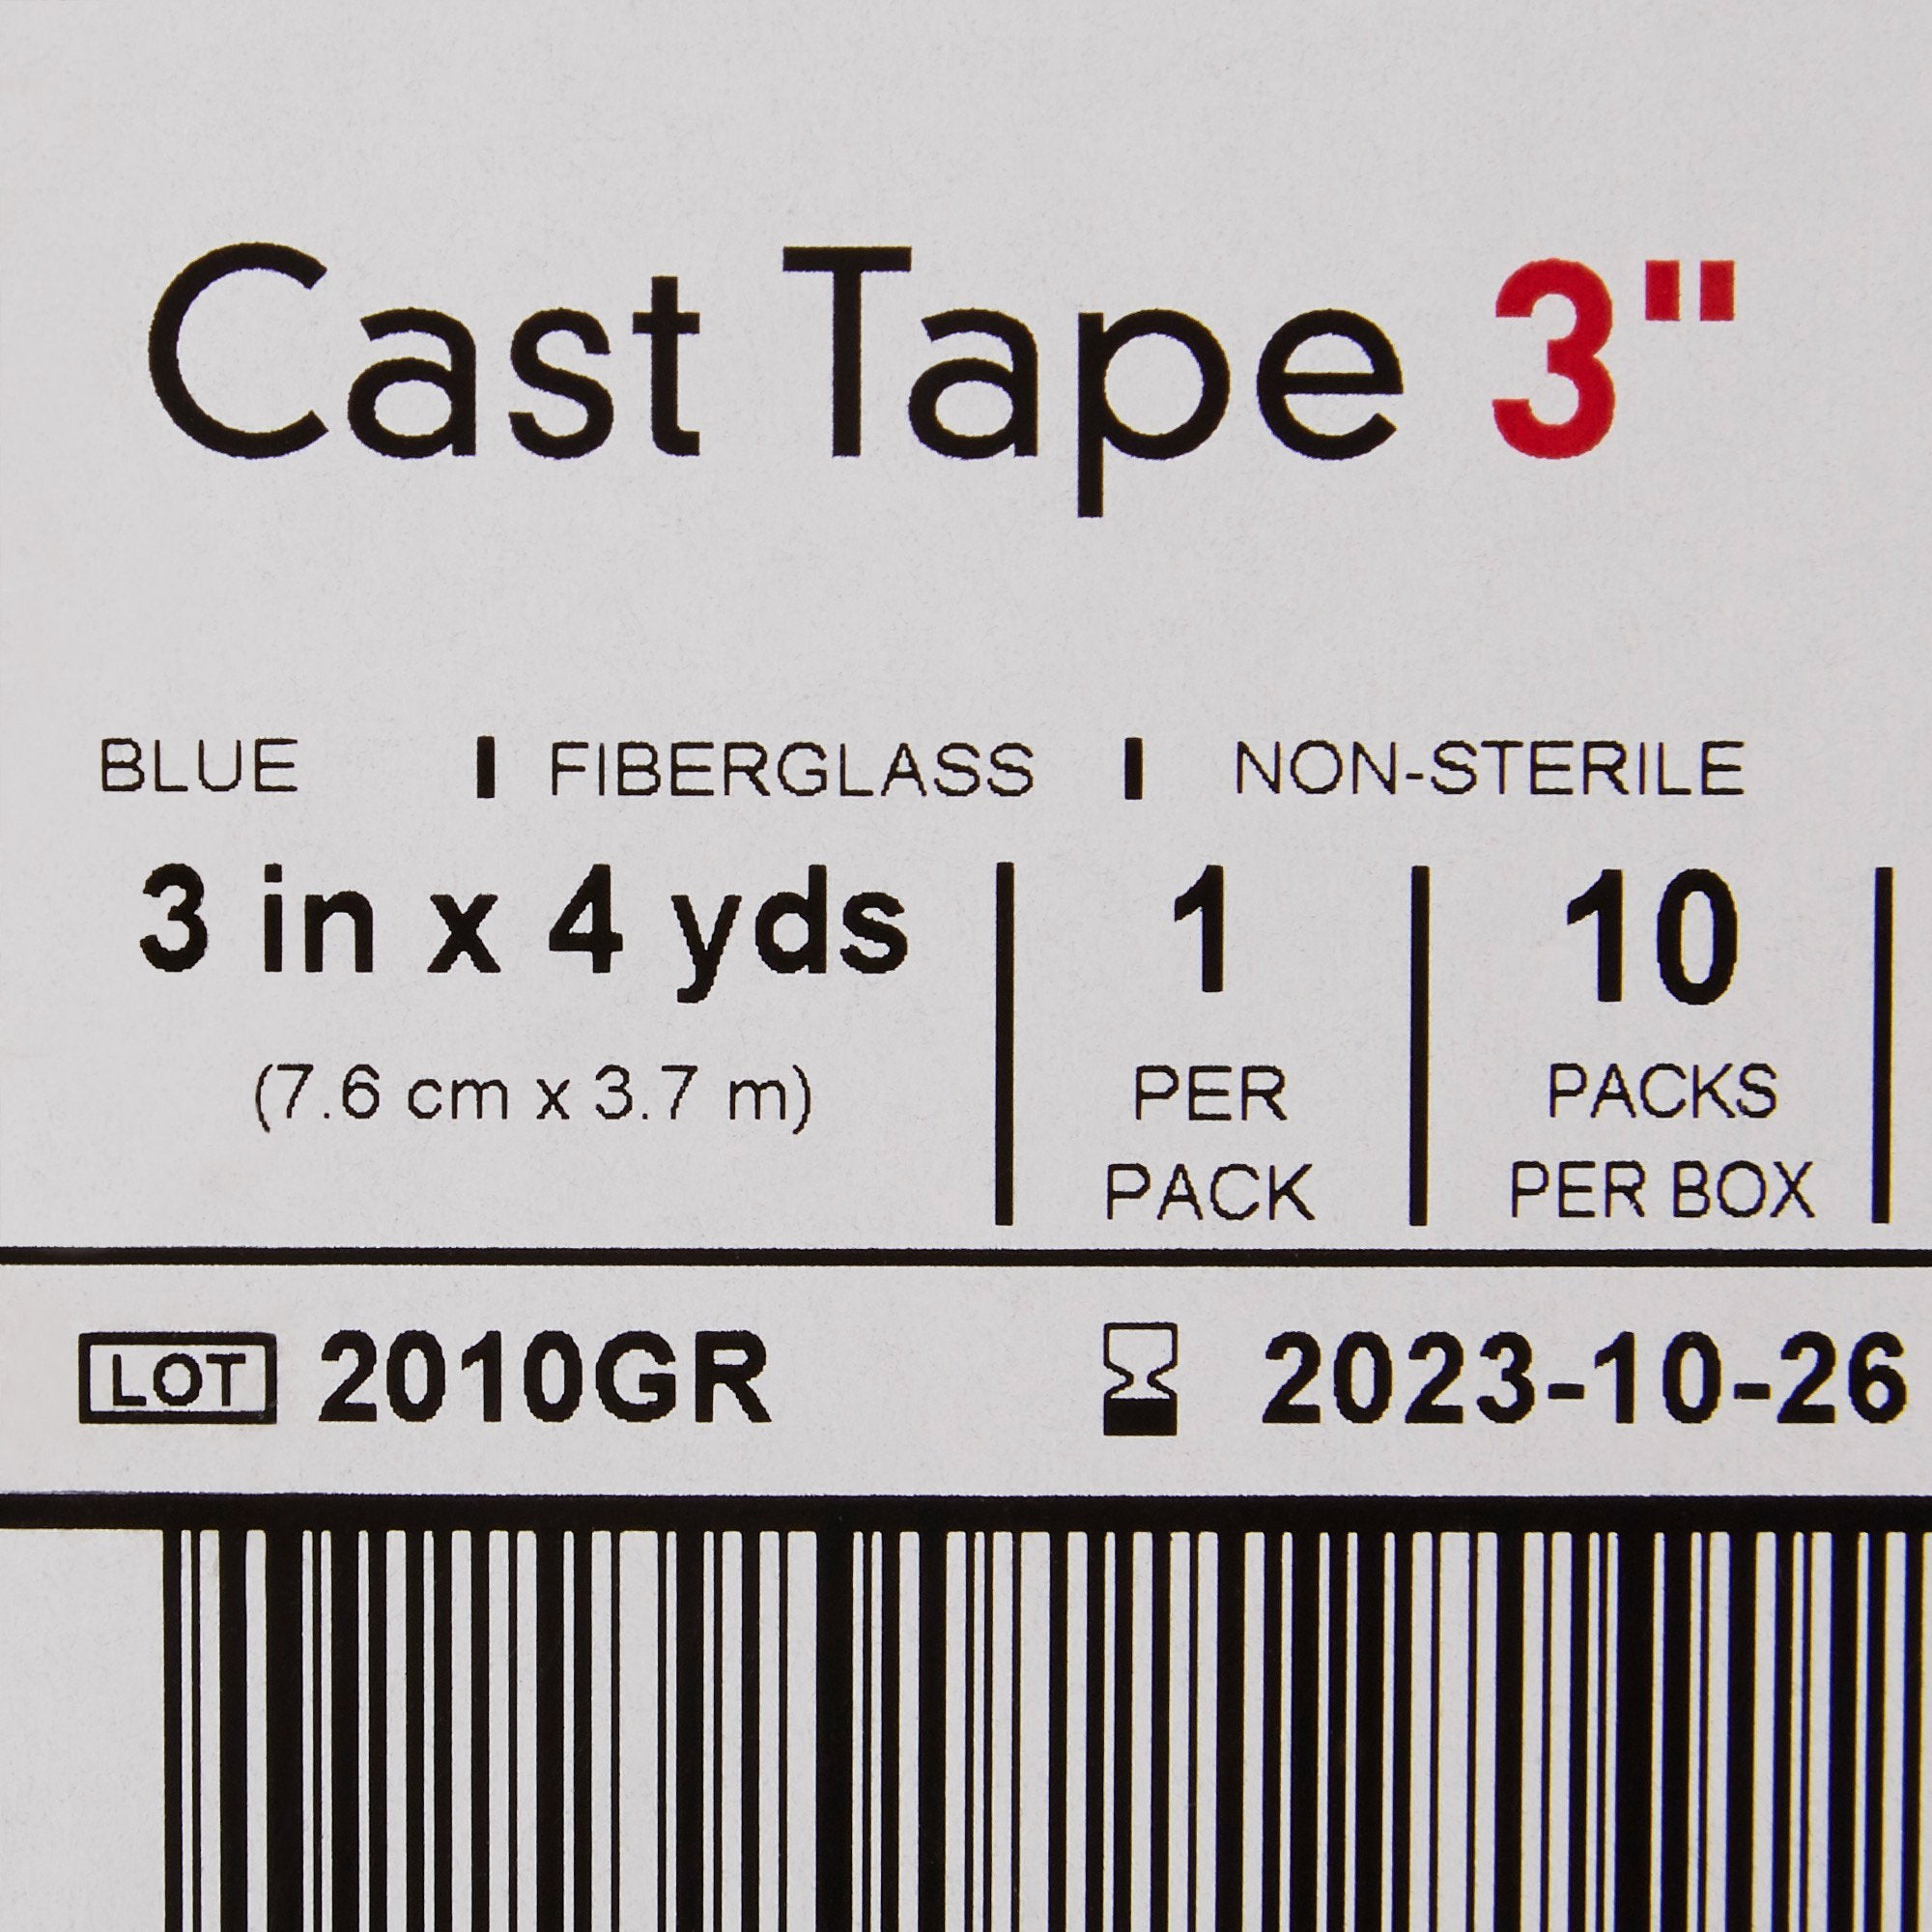 Cast Tape 3"
BLUE | FIBERGLASS | NON-STERILE
3 in x 4 yds | 1 | 10 |
(7.6 cm x 3.7 m) PER PACKS
PACK PER BOX
LOT 2010GR 2023-10-26